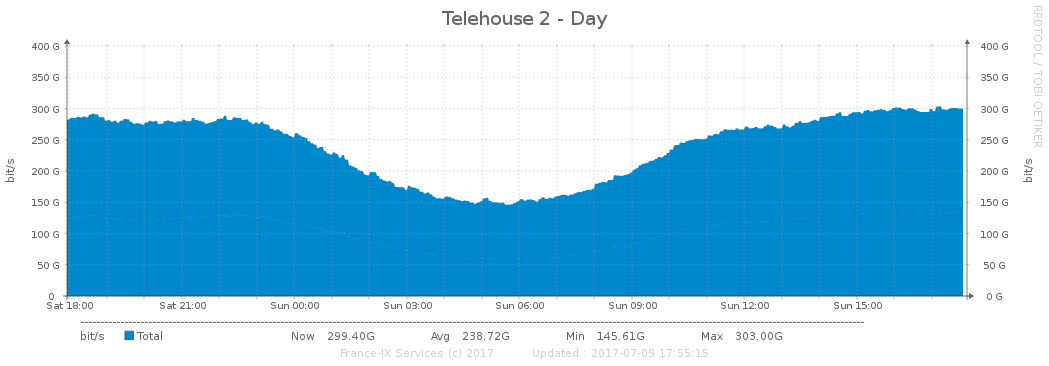 Telehouse 2 - Day
RRDTOOL / TOBI OETIKER
bit/s
400 G 400 G
350 G 350 G
300 G 300 G
250 G 250 G
200 G 200 G
150 G 150 G
100 G 100 G
50 G 50 G
0 0 G
bit/s
Sat 18:00 Sat 21:00 Sun 00:00 Sun 03:00 Sun 06:00 Sun 09:00 Sun 12:00 Sun 15:00
bit/s Total Now 299.40G Avg 238.72G Min 145.61G Max 303.00G
France-IX Services (c) 2017 Updated : 2017-07-09 17:55:15